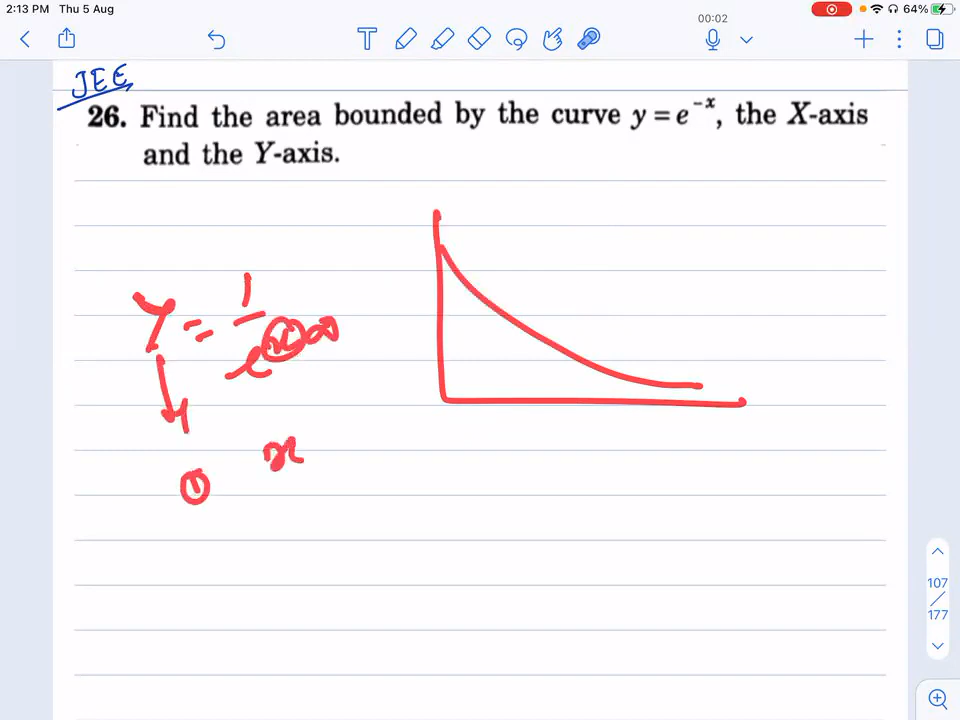 2:13 PM Thu 5 Aug 64%
00:02
T
JEE
26. Find the area bounded by the curve y = e⁻ˣ, the X-axis
and the Y-axis.
Y = 1/e
x
107
177